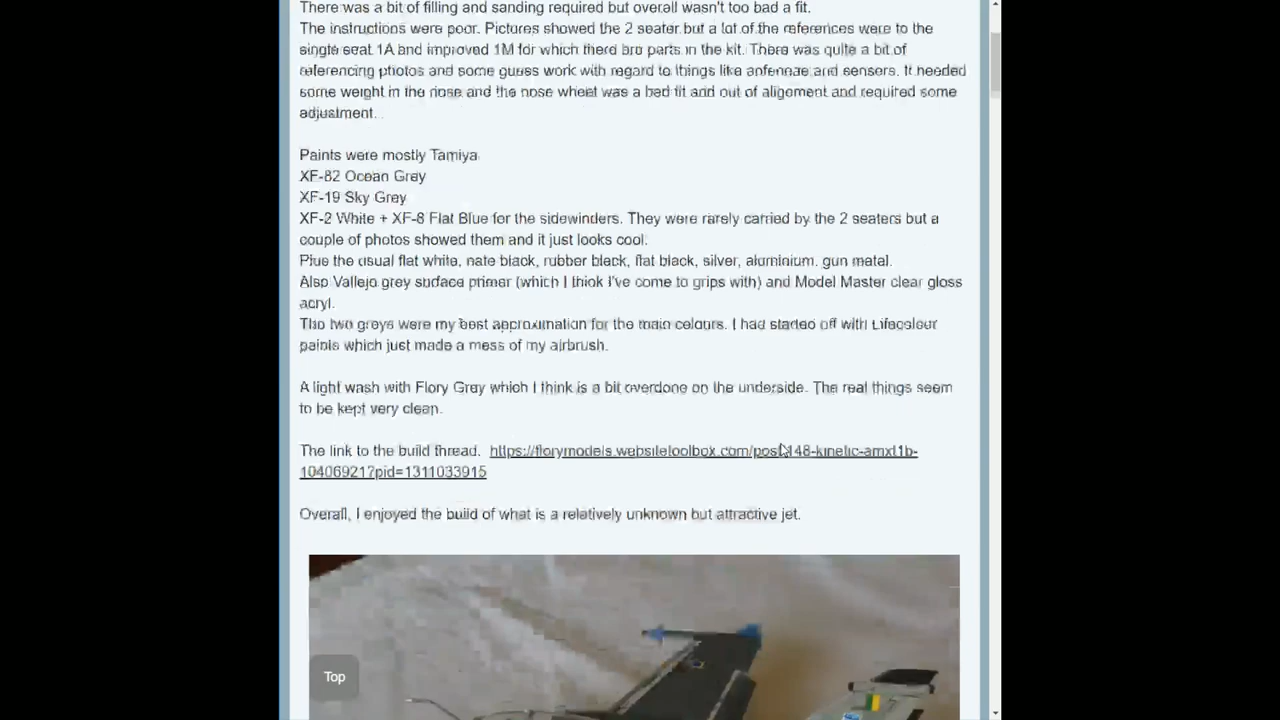 There was a bit of filling and sanding required but overall wasn't too bad a fit.
The instructions were poor. Pictures showed the 2 seater but a lot of the references were to the
single seat 1A and improved 1M for which there are parts in the kit. There was quite a bit of
referencing photos and some guess work with regard to things like antennae and sensors. It needed
some weight in the nose and the nose wheel was a bad fit and out of alignment and required some
adjustment.
Paints were mostly Tamiya
XF-82 Ocean Grey
XF-19 Sky Grey
XF-2 White + XF-8 Flat Blue for the sidewinders. They were rarely carried by the 2 seaters but a
couple of photos showed them and it just looks cool.
Plus the usual flat white, nato black, rubber black, flat black, silver, aluminium, gun metal.
Also Vallejo grey surface primer (which I think I've come to grips with) and Model Master clear gloss
acryl.
The two greys were my best approximation for the main colours. I had started off with Lifecolour
paints which just made a mess of my airbrush.
A light wash with Flory Grey which I think is a bit overdone on the underside. The real things seem
to be kept very clean.
The link to the build thread. https://florymodels.websitetoolbox.com/post/148-kinetic-amxt1b-
10406921?pid=1311033915
Overall, I enjoyed the build of what is a relatively unknown but attractive jet.
Top